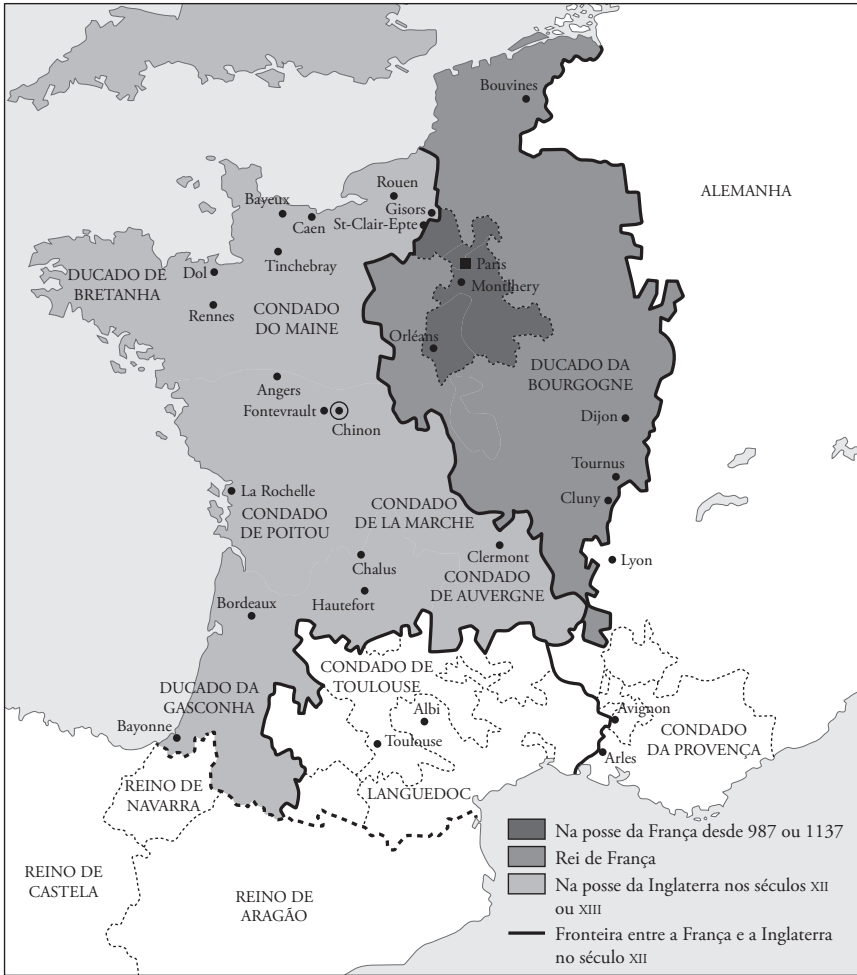 Bouvines
ALEMANHA
Rouen
Bayeux
Gisors
Caen
St-Clair-Epte
Paris
Tinchebray
Dol
DUCADO DE
BRETANHA
Montlhery
Rennes
CONDADO
DO MAINE
Orléans
DUCADO DA
BOURGOGNE
Angers
Fontevrault
Chinon
Dijon
Tournus
La Rochelle
Cluny
CONDADO
DE POITOU
CONDADO
DE LA MARCHE
Clermont
Lyon
Chalus
CONDADO
DE AUVERGNE
Hautefort
Bordeaux
CONDADO DE
TOULOUSE
DUCADO DA
GASCONHA
Albi
Avignon
Bayonne
Toulouse
CONDADO
DA PROVENÇA
Arles
REINO DE
NAVARRA
LANGUEDOC
REINO DE
CASTELA
REINO DE
ARAGÃO
Na posse da França desde 987 ou 1137
Rei de França
Na posse da Inglaterra nos séculos XII
ou XIII
Fronteira entre a França e a Inglaterra
no século XII